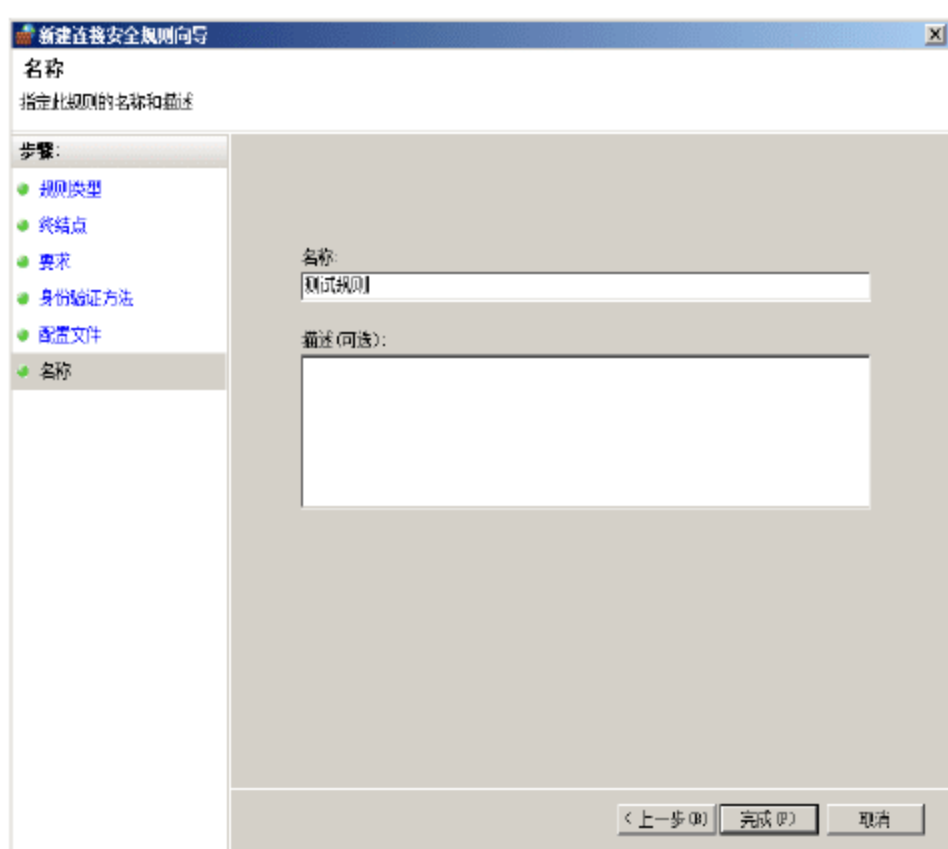 新建连接安全规则向导
名称
指定此规则的名称和描述
步骤:
规则类型
终结点
要求
身份验证方法
配置文件
名称
名称:
测试规则
描述(可选):
< 上一步(B)
完成(F)
取消